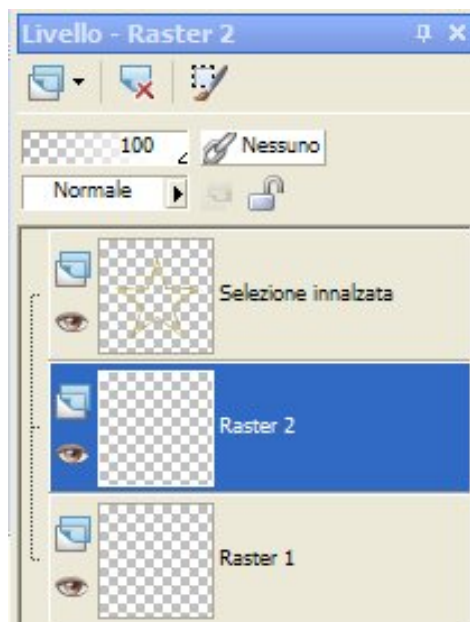 Livello - Raster 2
100
Nessuno
Normale
Selezione innalzata
Raster 2
Raster 1